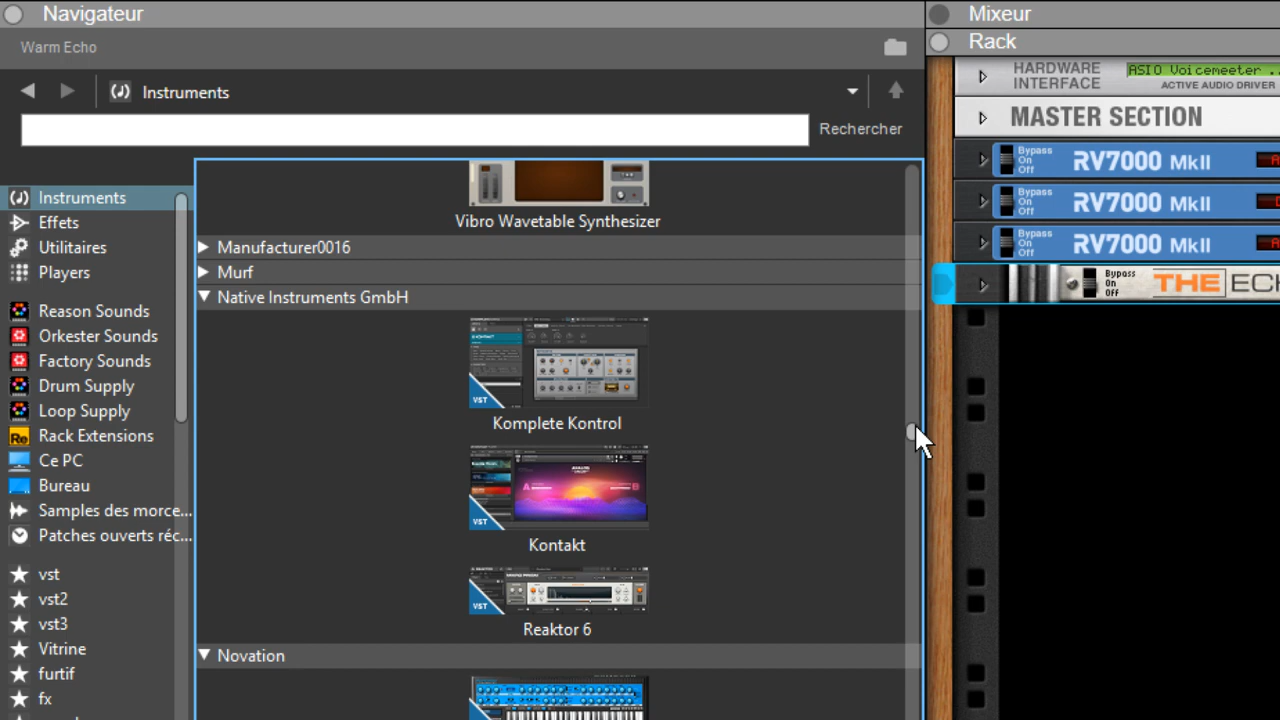 Navigateur
Warm Echo
Instruments
Rechercher
Instruments
Effets
Utilitaires
Players
Reason Sounds
Orkester Sounds
Factory Sounds
Drum Supply
Loop Supply
Rack Extensions
Ce PC
Bureau
Samples des morce...
Patches ouverts réc...
vst
vst2
vst3
Vitrine
furtif
fx
Vibro Wavetable Synthesizer
Manufacturer0016
Murf
Native Instruments GmbH
VST
Komplete Kontrol
VST
Kontakt
VST
Reaktor 6
Novation
Mixeur
Rack
HARDWARE
INTERFACE
ASIO Voicemeeter ..
ACTIVE AUDIO DRIVER
MASTER SECTION
Bypass
On
Off
RV7000 MkII
Bypass
On
Off
RV7000 MkII
Bypass
On
Off
RV7000 MkII
Bypass
On
Off
THE ECH